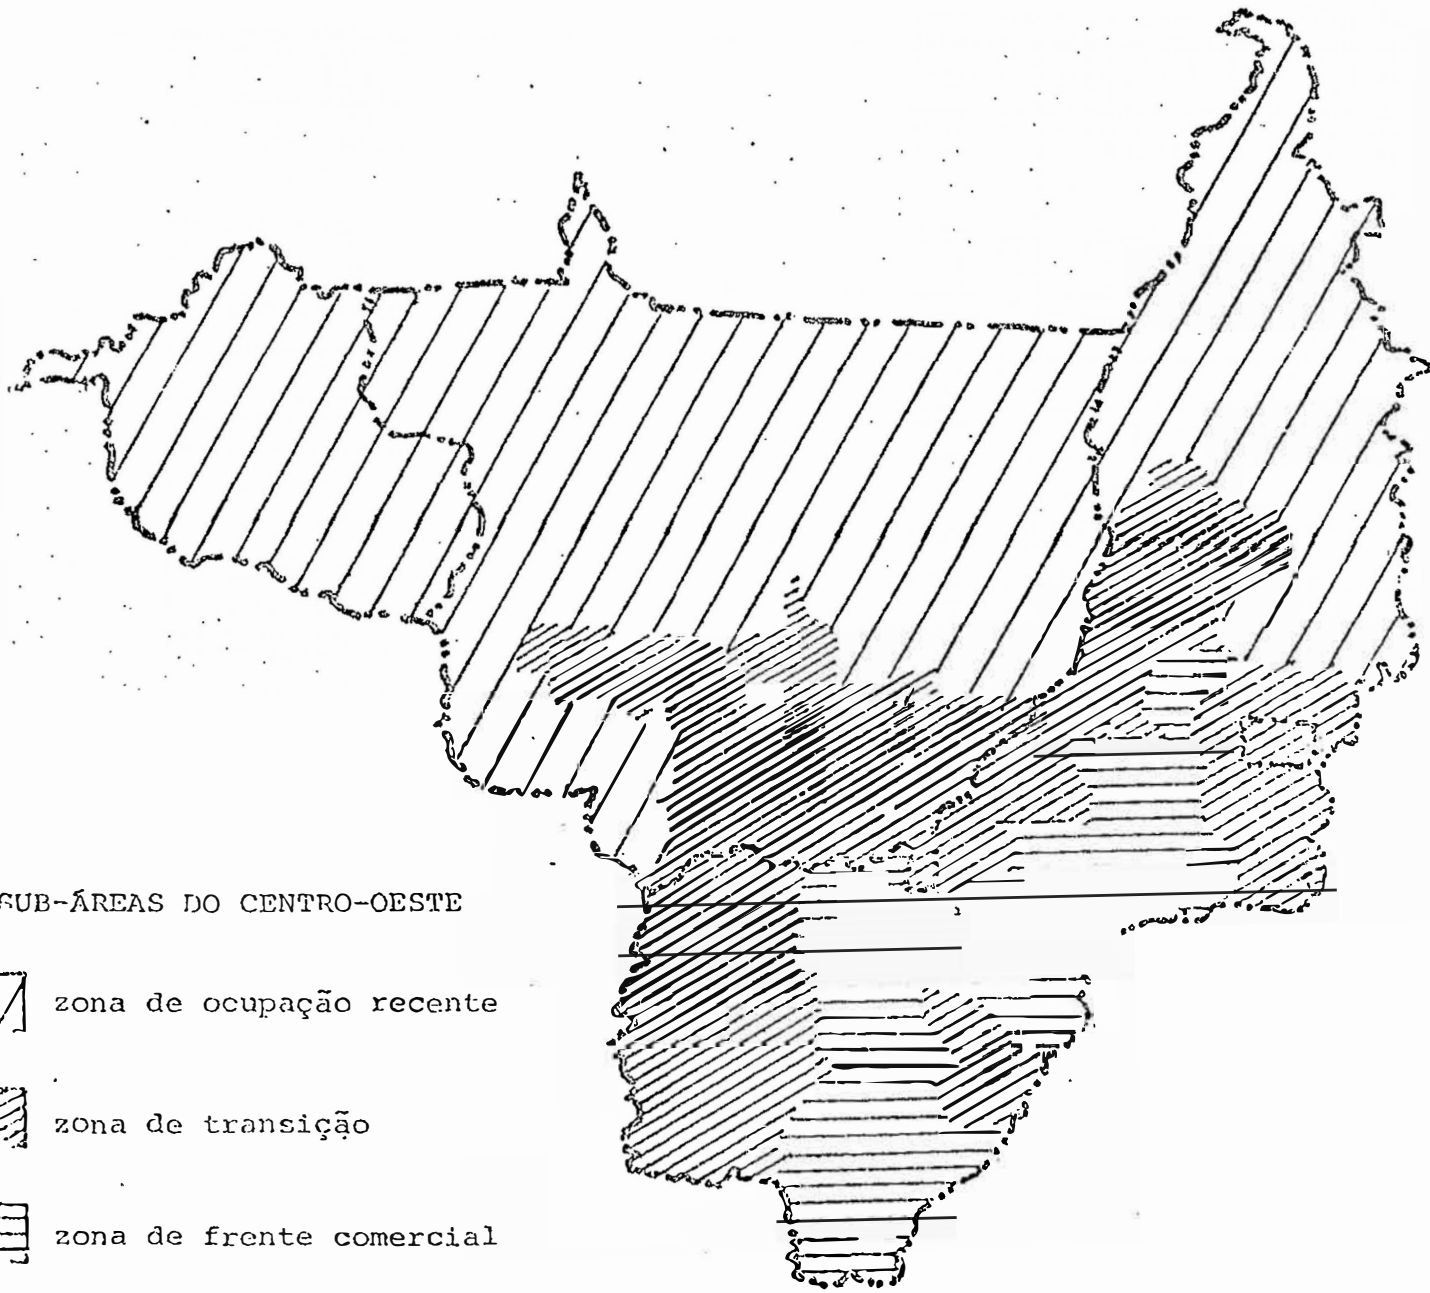 SUB-ÁREAS DO CENTRO-OESTE
zona de ocupação recente
zona de transição
zona de frente comercial